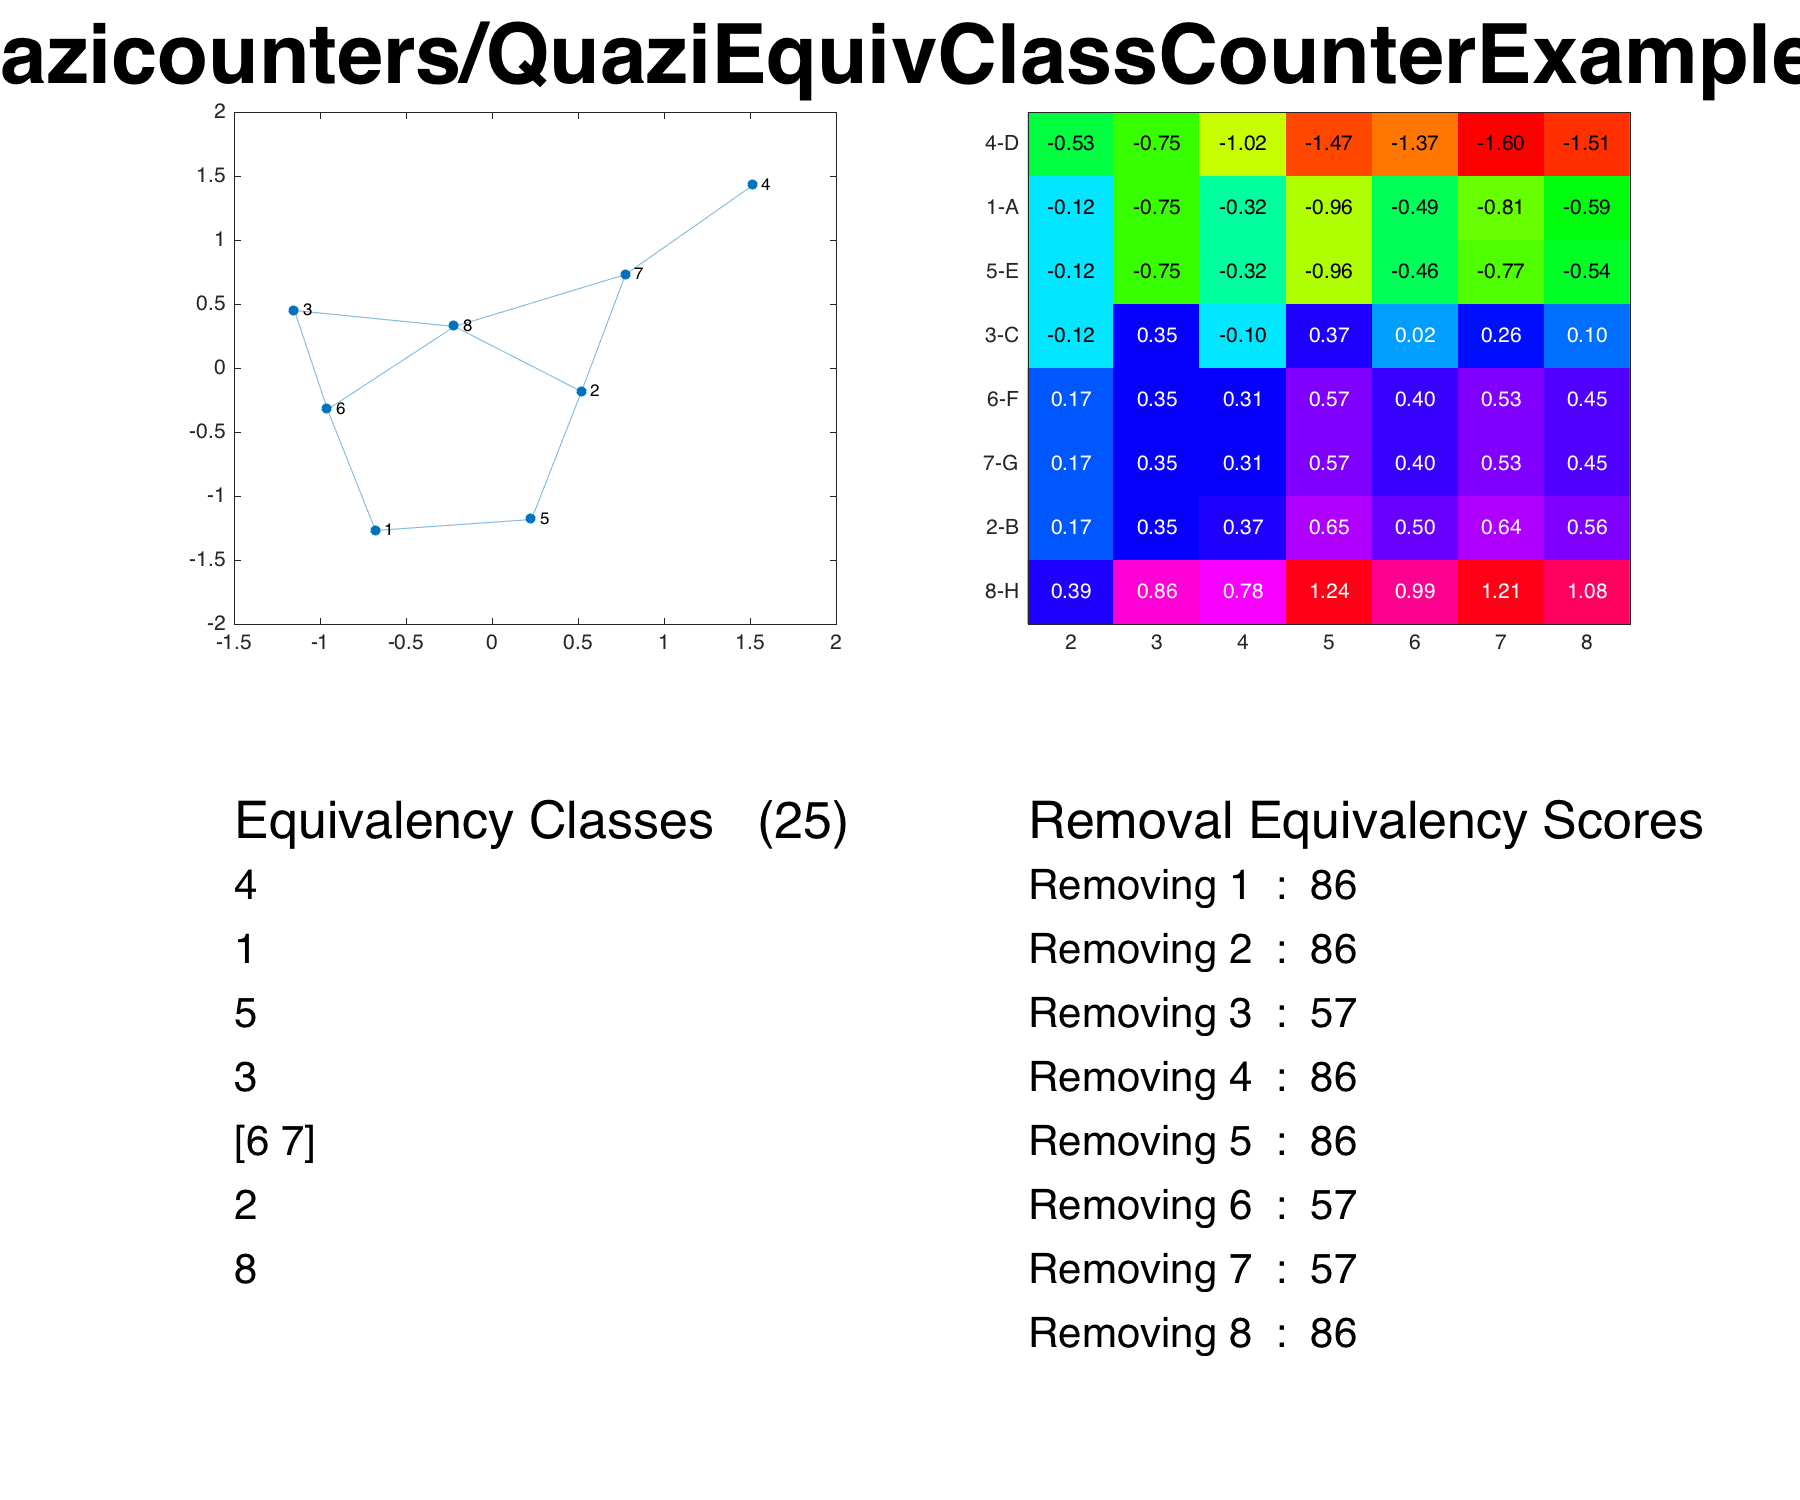 azicounters/QuaziEquivClassCounterExample
2
1.5
1
0.5
0
-0.5
-1
-1.5
-2
-1.5 -1 -0.5 0 0.5 1 1.5 2
4
7
3
8
2
6
5
1
4-D -0.53 -0.75 -1.02 -1.47 -1.37 -1.60 -1.51
1-A -0.12 -0.75 -0.32 -0.96 -0.49 -0.81 -0.59
5-E -0.12 -0.75 -0.32 -0.96 -0.46 -0.77 -0.54
3-C -0.12 0.35 -0.10 0.37 0.02 0.26 0.10
6-F 0.17 0.35 0.31 0.57 0.40 0.53 0.45
7-G 0.17 0.35 0.31 0.57 0.40 0.53 0.45
2-B 0.17 0.35 0.37 0.65 0.50 0.64 0.56
8-H 0.39 0.86 0.78 1.24 0.99 1.21 1.08
2 3 4 5 6 7 8
Equivalency Classes (25)
4
1
5
3
[6 7]
2
8
Removal Equivalency Scores
Removing 1 : 86
Removing 2 : 86
Removing 3 : 57
Removing 4 : 86
Removing 5 : 86
Removing 6 : 57
Removing 7 : 57
Removing 8 : 86